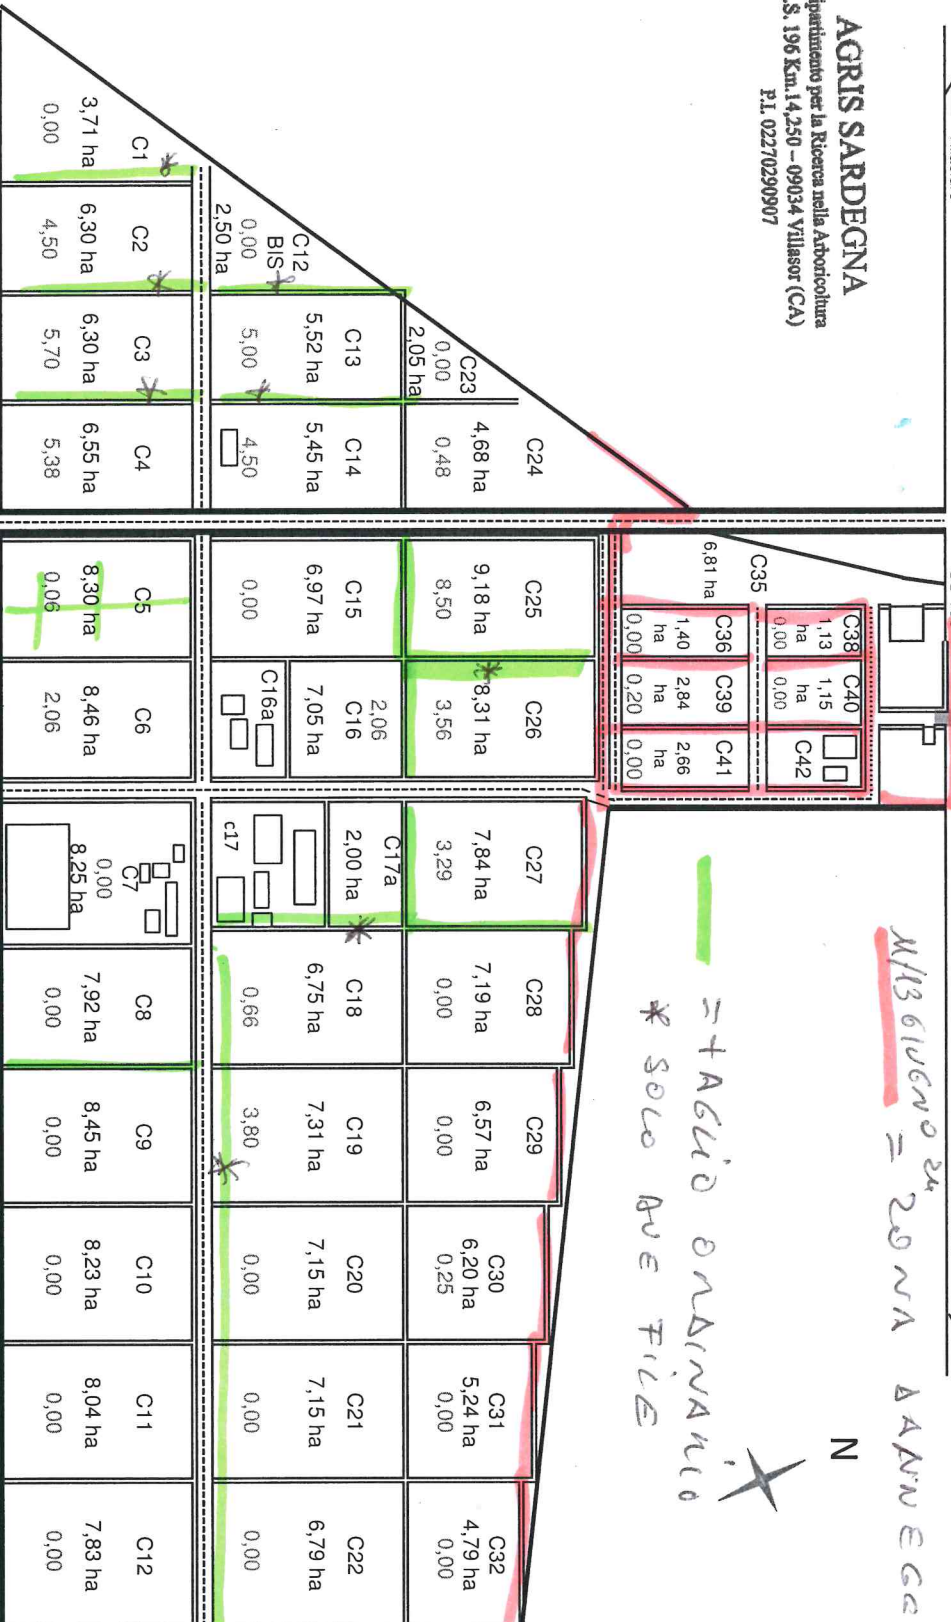 AGRIS SARDEGNA
ipartimento per la Ricerca nella Arboricoltura
.S. 196 Km.14,250 – 09034 Villasor (CA)
P.I. 02270290907
11/13 GIUGNO 24
= ZONA DANNEGG
= TAGLIO ORDINARIO
* SOLO DUE FILE
N
C1
3,71 ha
0,00
C2
6,30 ha
4,50
C3
6,30 ha
5,70
C4
6,55 ha
5,38
C5
8,30 ha
0,06
C6
8,46 ha
2,06
C7
0,00
8,25 ha
C8
7,92 ha
0,00
C9
8,45 ha
0,00
C10
8,23 ha
0,00
C11
8,04 ha
0,00
C12
7,83 ha
0,00
C12
BIS
0,00
2,50 ha
C13
5,52 ha
5,00
C14
5,45 ha
4,50
C15
6,97 ha
0,00
2,06
C16
7,05 ha
C16a
C17a
2,00 ha
c17
C18
6,75 ha
0,66
C19
7,31 ha
3,80
C20
7,15 ha
0,00
C21
7,15 ha
0,00
C22
6,79 ha
0,00
C23
0,00
2,05 ha
C24
4,68 ha
0,48
C25
9,18 ha
8,50
C26
8,31 ha
3,56
C27
7,84 ha
3,29
C28
7,19 ha
0,00
C29
6,57 ha
0,00
C30
6,20 ha
0,25
C31
5,24 ha
0,00
C32
4,79 ha
0,00
C35
6,81 ha
C36
1,40
ha
0,00
C38
1,13
ha
0,00
C39
2,84
ha
0,20
C40
1,15
ha
0,00
C41
2,66
ha
0,00
C42